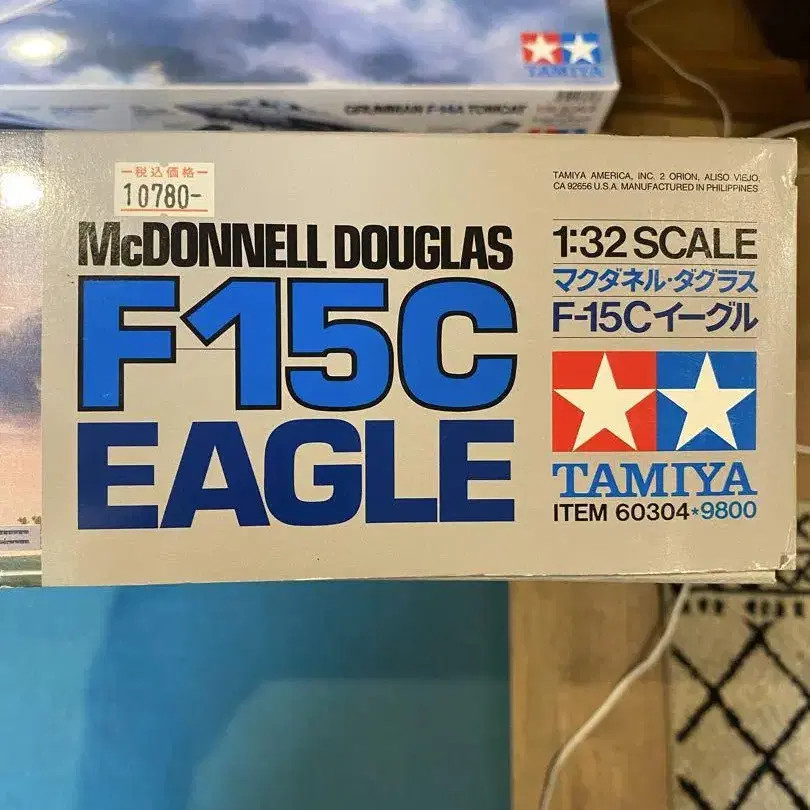 TAMIYA
GRUMMAN F-14A TOMCAT
税込価格
10780-
McDONNELL DOUGLAS
F15C
EAGLE
TAMIYA AMERICA, INC. 2 ORION, ALISO VIEJO,
CA 92656 U.S.A. MANUFACTURED IN PHILIPPINES
1:32 SCALE
マクダネル・ダグラス
F-15Cイーグル
TAMIYA
ITEM 60304*9800